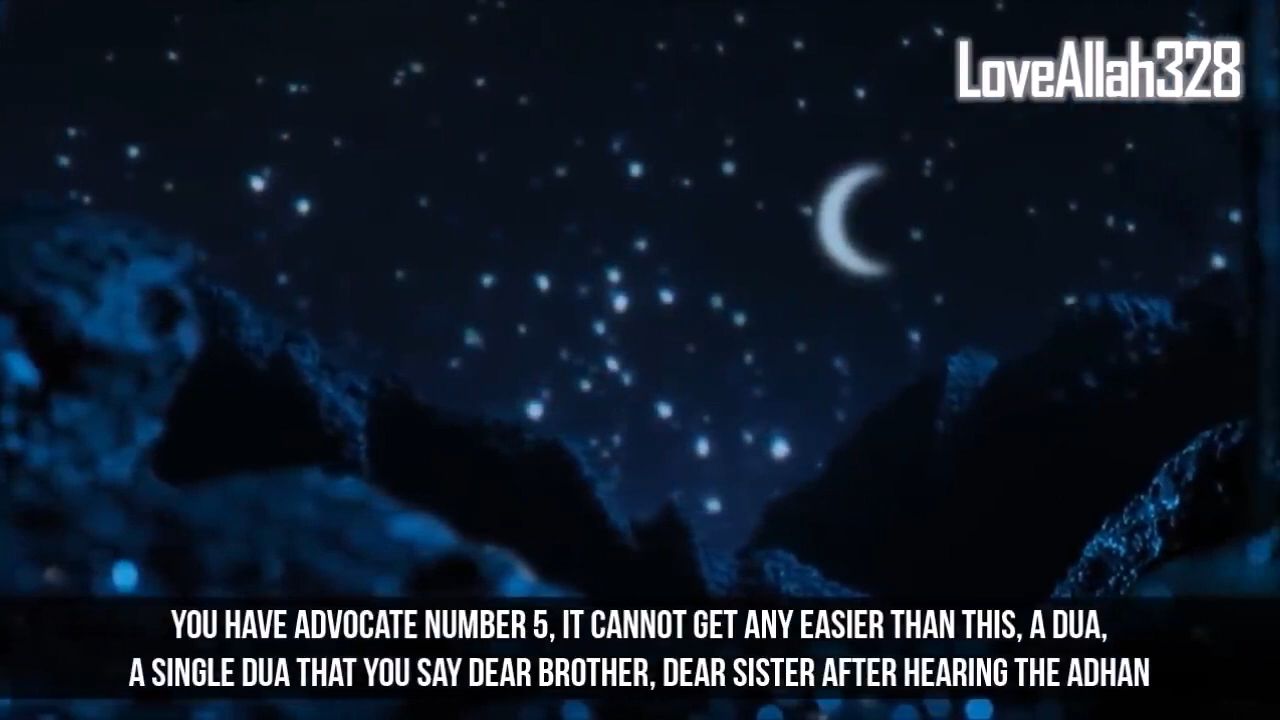 LoveAllah328
YOU HAVE ADVOCATE NUMBER 5, IT CANNOT GET ANY EASIER THAN THIS, A DUA,
A SINGLE DUA THAT YOU SAY DEAR BROTHER, DEAR SISTER AFTER HEARING THE ADHAN